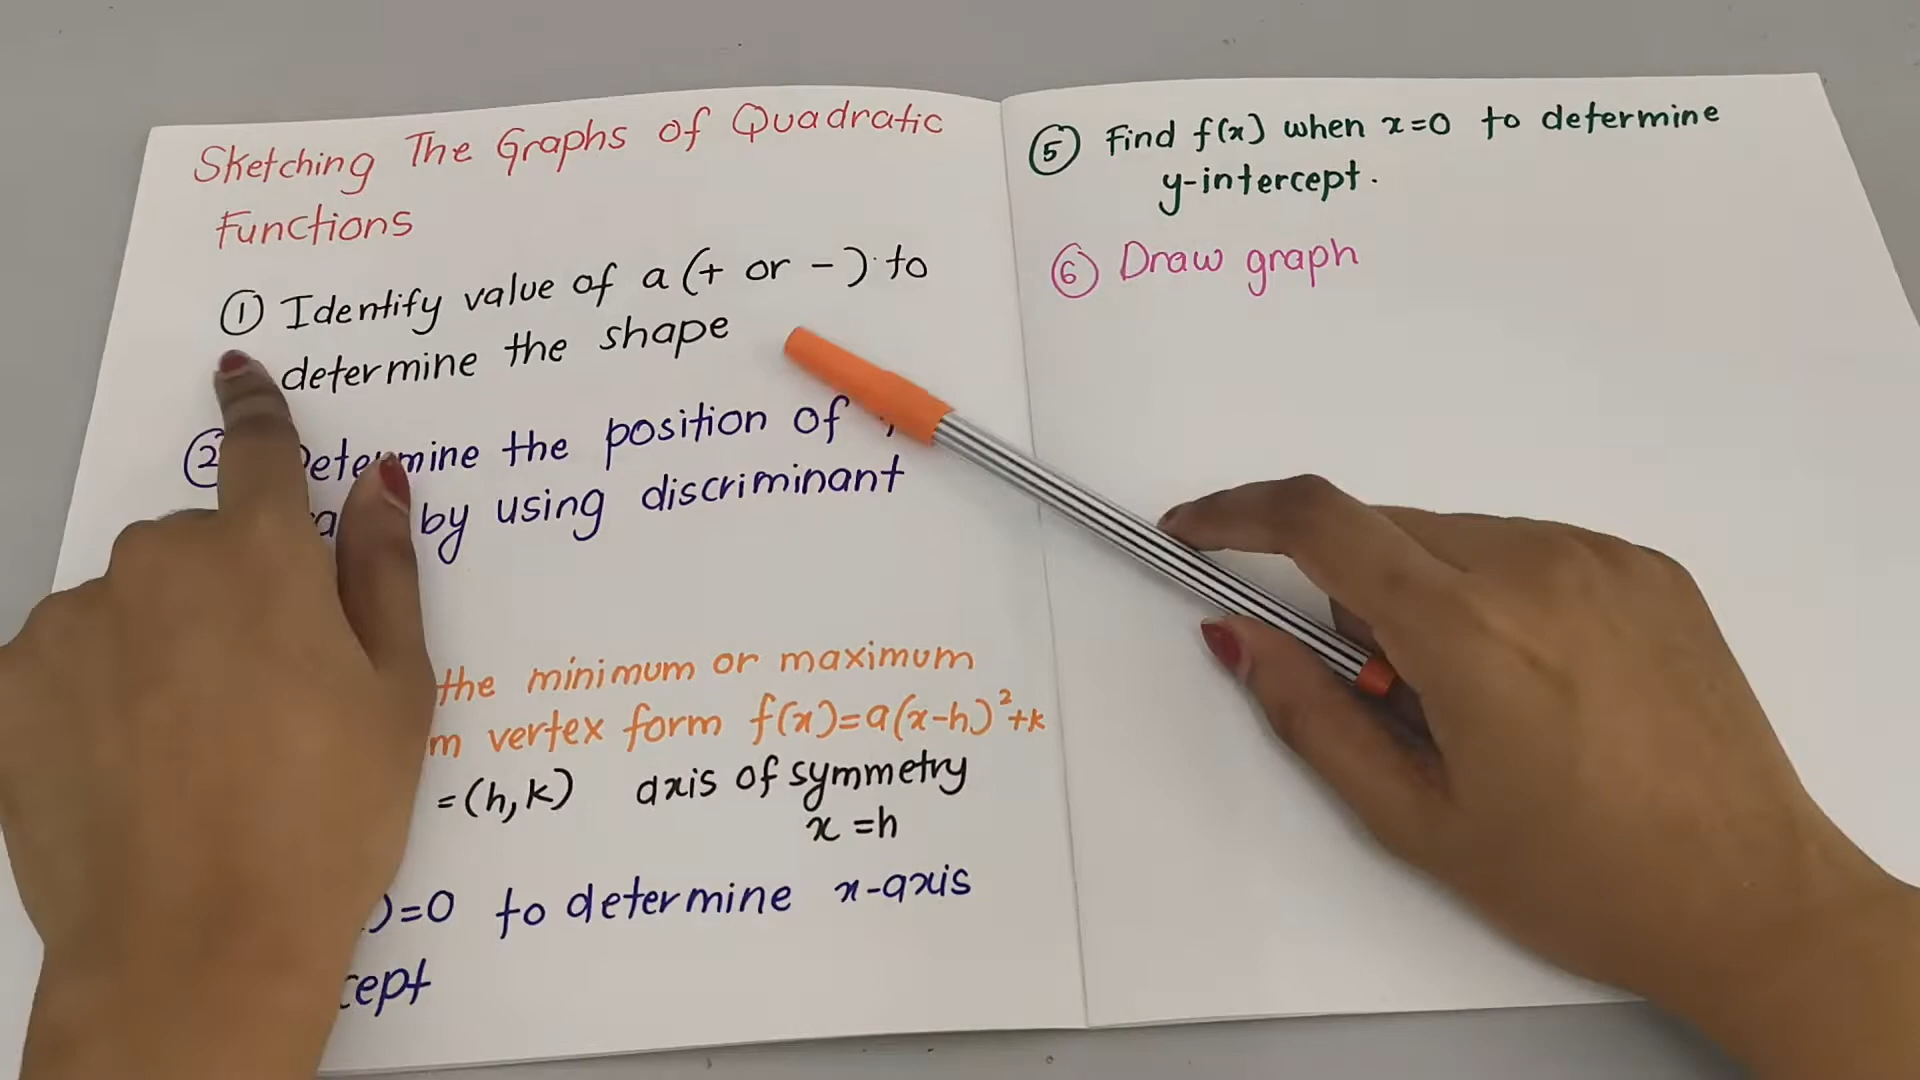 Sketching The Graphs of Quadratic
Functions
① Identify value of a (+ or -) to
determine the shape
② the position of
by using discriminant
the minimum or maximum
vertex form f(x)=a(x-h)²+k
=(h,k) axis of symmetry
x =h
)=0 to determine x-axis
⑤ Find f(x) when x=0 to determine
y-intercept.
⑥ Draw graph